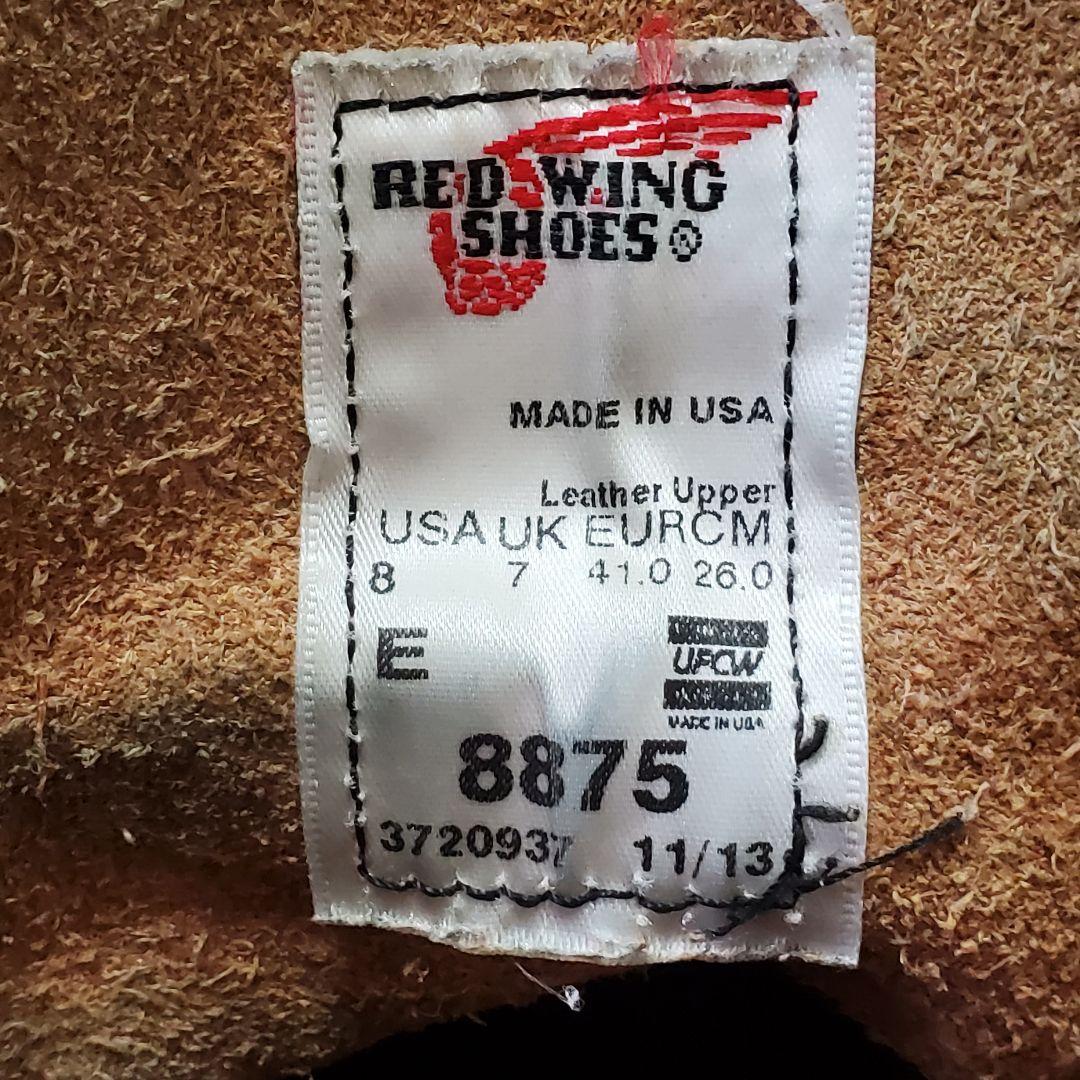 RED WING
SHOES®
MADE IN USA
Leather Upper
USA UK EUR CM
8 7 41.0 26.0
E
UFCW
MADE IN USA
8875
3720937 11/13